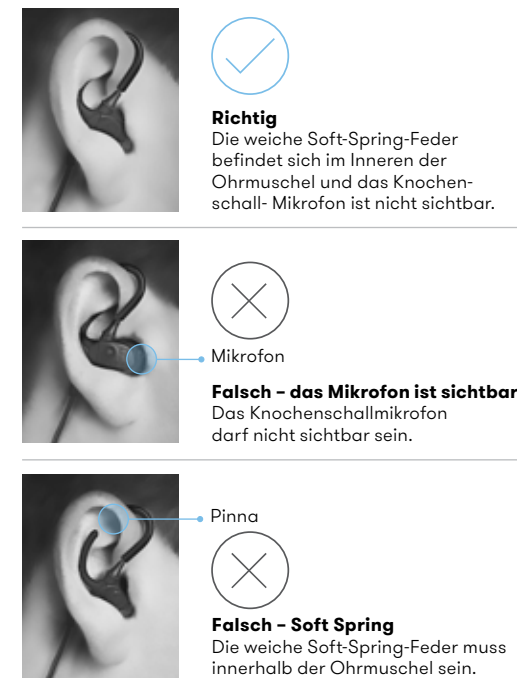 Richtig
Die weiche Soft-Spring-Feder
befindet sich im Inneren der
Ohrmuschel und das Knochen-
schall- Mikrofon ist nicht sichtbar.
Mikrofon
Falsch – das Mikrofon ist sichtbar
Das Knochenschallmikrofon
darf nicht sichtbar sein.
Pinna
Falsch – Soft Spring
Die weiche Soft-Spring-Feder muss
innerhalb der Ohrmuschel sein.